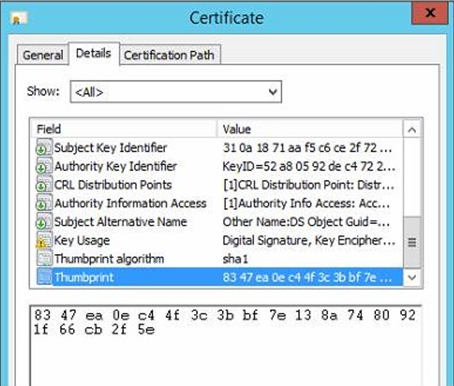 Certificate
x
General Details Certification Path
Show: <All>
Field Value
Subject Key Identifier 31 0a 18 71 aa f5 c6 ce 2f 72 ...
Authority Key Identifier KeyID=52 a8 05 92 de c4 72 2...
CRL Distribution Points [1]CRL Distribution Point: Distr...
Authority Information Access [1]Authority Info Access: Acc...
Subject Alternative Name Other Name:DS Object Guid=...
Key Usage Digital Signature, Key Encipher...
Thumbprint algorithm sha1
Thumbprint 83 47 ea 0e c4 4f 3c 3b bf 7e ...
83 47 ea 0e c4 4f 3c 3b bf 7e 13 8a 74 80 92
1f 66 cb 2f 5e